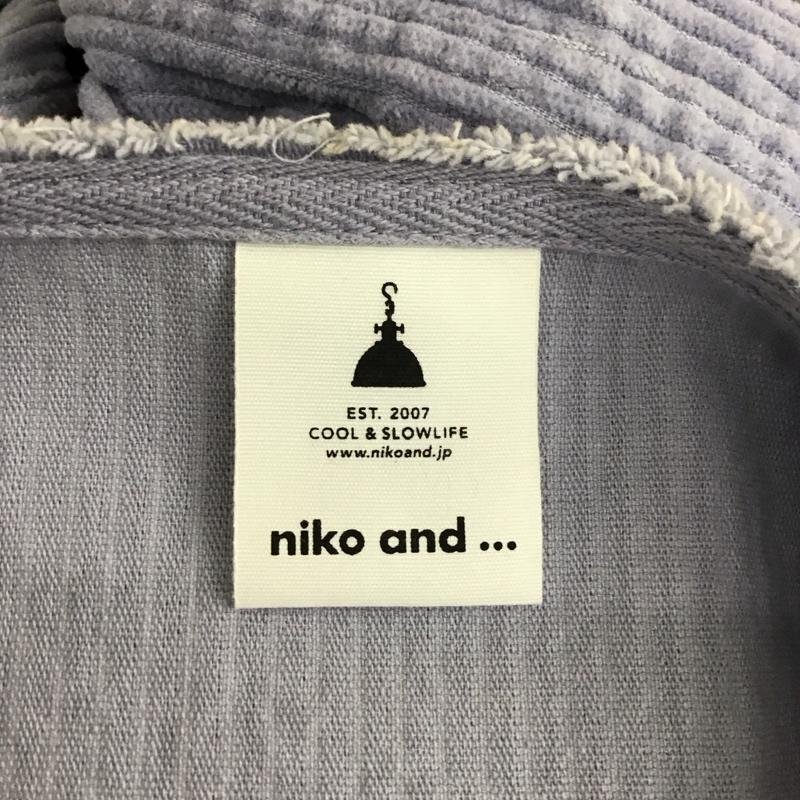 EST. 2007
COOL & SLOWLIFE
www.nikoand.jp
niko and ...